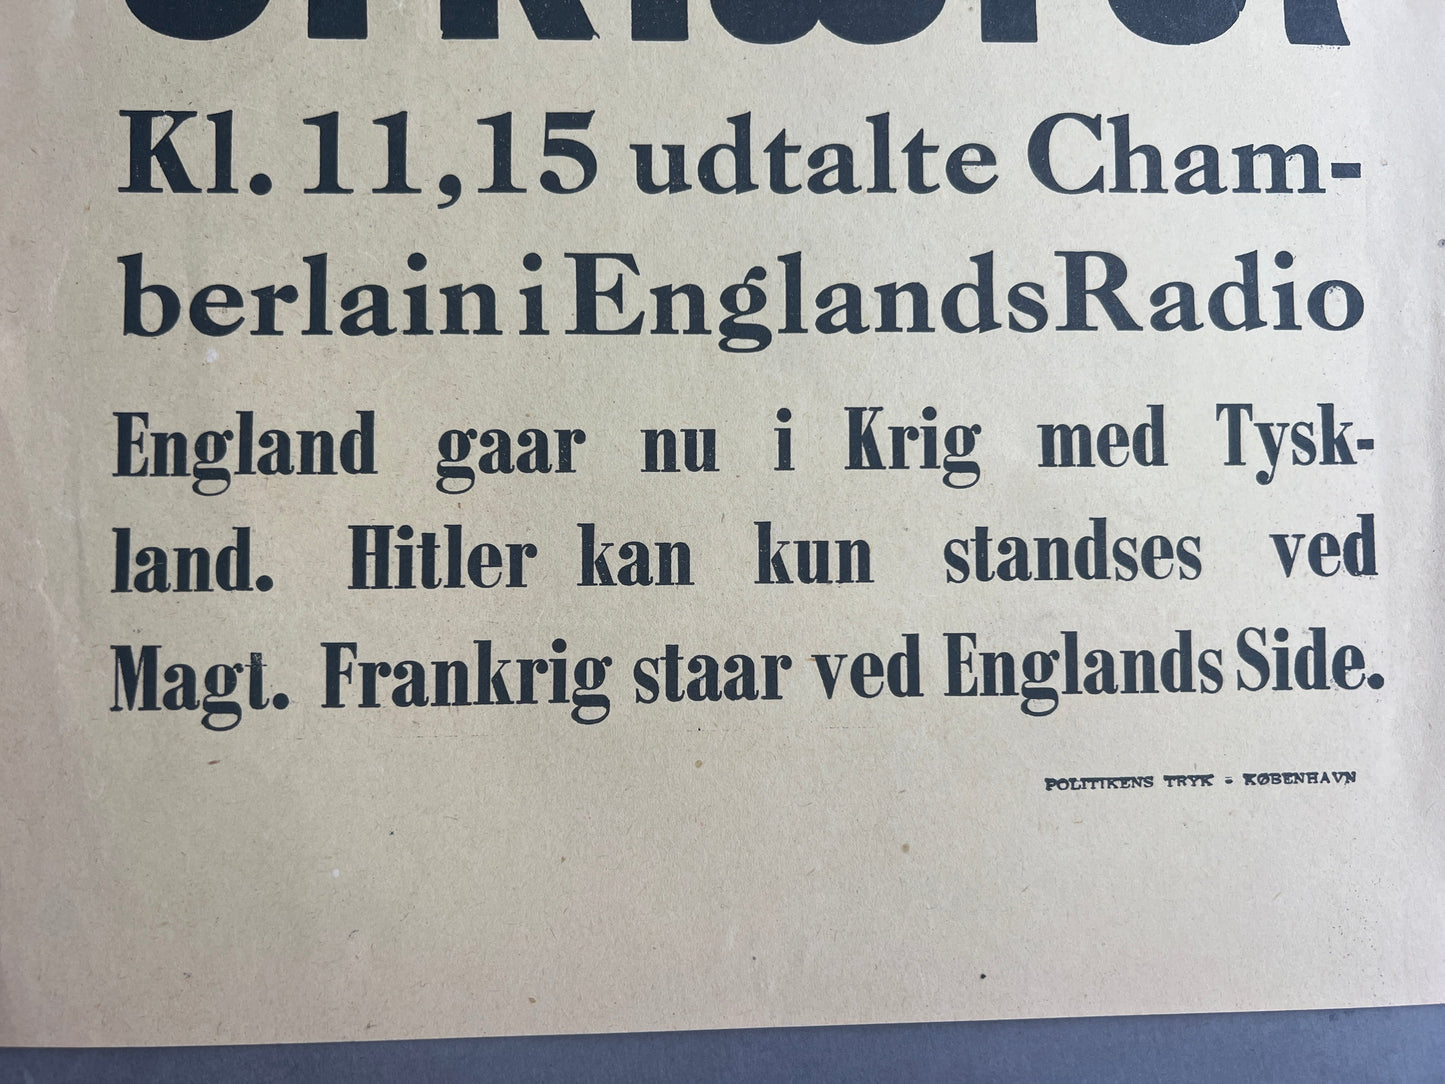 Kl. 11,15 udtalte Cham-
berlain i Englands Radio
England gaar nu i Krig med Tysk-
land. Hitler kan kun standses ved
Magt. Frankrig staar ved Englands Side.
POLITIKENS TRYK - KØBENHAVN